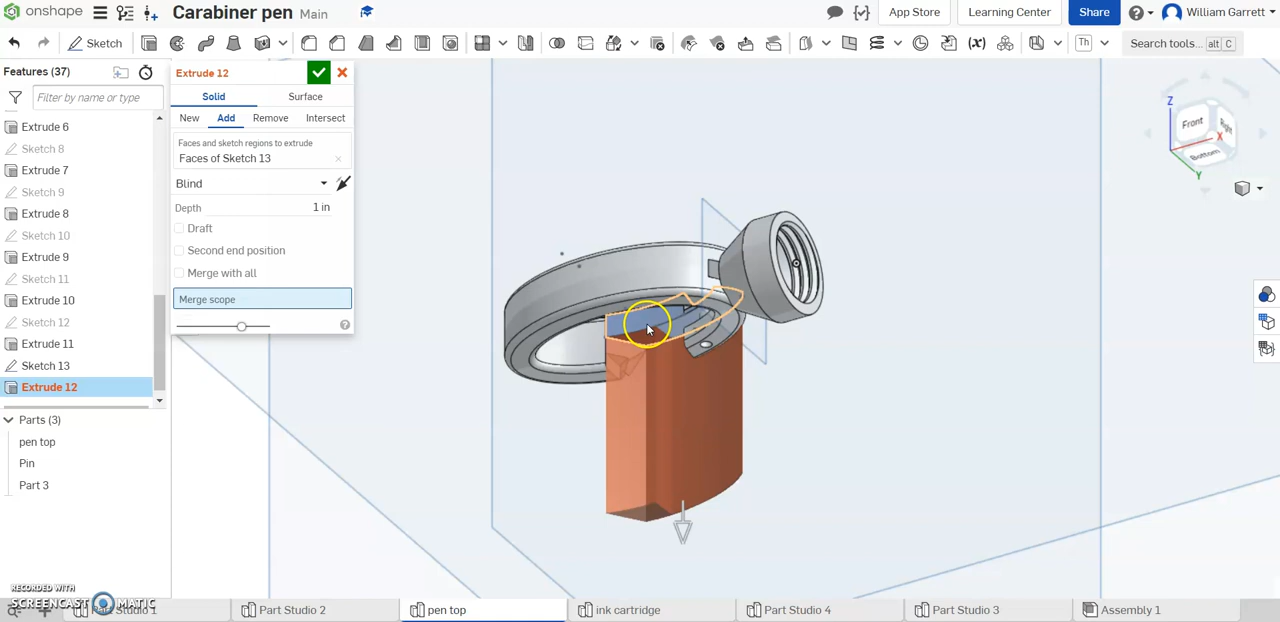 onshape Carabiner pen Main App Store Learning Center Share William Garrett
Sketch Search tools... alt C
Features (37)
Filter by name or type
Extrude 6
Sketch 8
Extrude 7
Sketch 9
Extrude 8
Sketch 10
Extrude 9
Sketch 11
Extrude 10
Sketch 12
Extrude 11
Sketch 13
Extrude 12
Parts (3)
pen top
Pin
Part 3
Extrude 12
Solid Surface
New Add Remove Intersect
Faces and sketch regions to extrude
Faces of Sketch 13
Blind
Depth 1 in
Draft
Second end position
Merge with all
Merge scope
Z
Front Right
X
Bottom
Y
RECORDED WITH
SCREENCAST MATIC
Part Studio 1 Part Studio 2 pen top ink cartridge Part Studio 4 Part Studio 3 Assembly 1